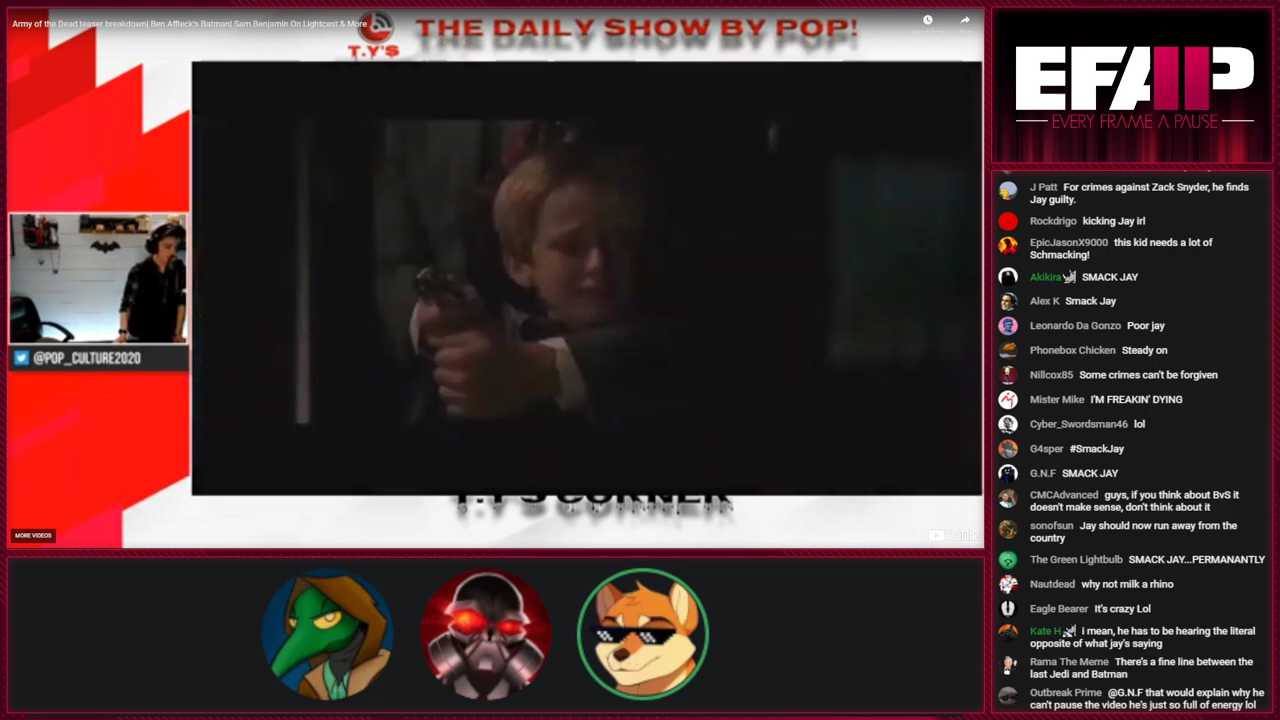 Army of the Dead teaser breakdown| Ben Affleck's Batman| Sam Benjamin On Lightcast & More
THE DAILY SHOW BY POP!
T.Y'S
@POP_CULTURE2020
T.Y'S CORNER
MORE VIDEOS
YouTube
EFAP
EVERY FRAME A PAUSE
J Patt For crimes against Zack Snyder, he finds
Jay guilty.
Rockdrigo kicking Jay irl
EpicJasonX9000 this kid needs a lot of
Schmacking!
Akikira SMACK JAY
Alex K Smack Jay
Leonardo Da Gonzo Poor jay
Phonebox Chicken Steady on
Nillcox85 Some crimes can't be forgiven
Mister Mike I'M FREAKIN' DYING
Cyber_Swordsman46 lol
G4sper #SmackJay
G.N.F SMACK JAY
CMCAdvanced guys, if you think about BvS it
doesn't make sense, don't think about it
sonofsun Jay should now run away from the
country
The Green Lightbulb SMACK JAY...PERMANANTLY
Nautdead why not milk a rhino
Eagle Bearer It's crazy Lol
Kate H i mean, he has to be hearing the literal
opposite of what jay's saying
Rama The Meme There's a fine line between the
last Jedi and Batman
Outbreak Prime @G.N.F that would explain why he
can't pause the video he's just so full of energy lol